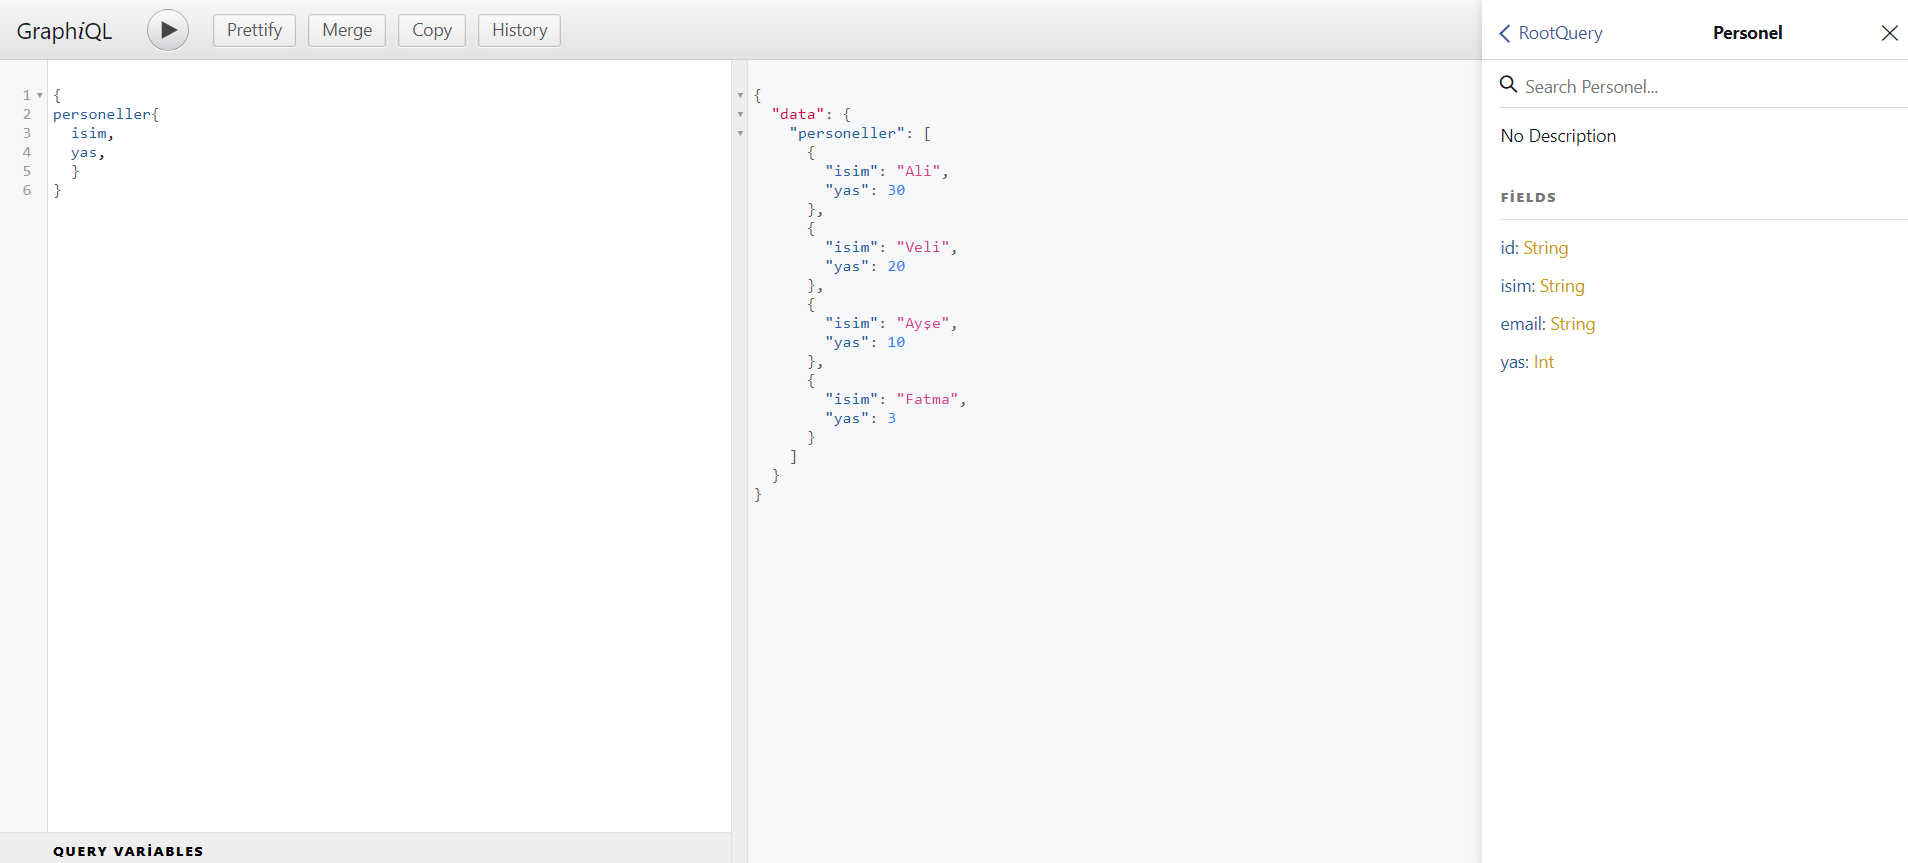 GraphiQL Prettify Merge Copy History
1 {
2 personeller{
3 isim,
4 yas,
5 }
6 }
QUERY VARİABLES
{
"data": {
"personeller": [
{
"isim": "Ali",
"yas": 30
},
{
"isim": "Veli",
"yas": 20
},
{
"isim": "Ayşe",
"yas": 10
},
{
"isim": "Fatma",
"yas": 3
}
]
}
}
RootQuery Personel
Search Personel...
No Description
FİELDS
id: String
isim: String
email: String
yas: Int